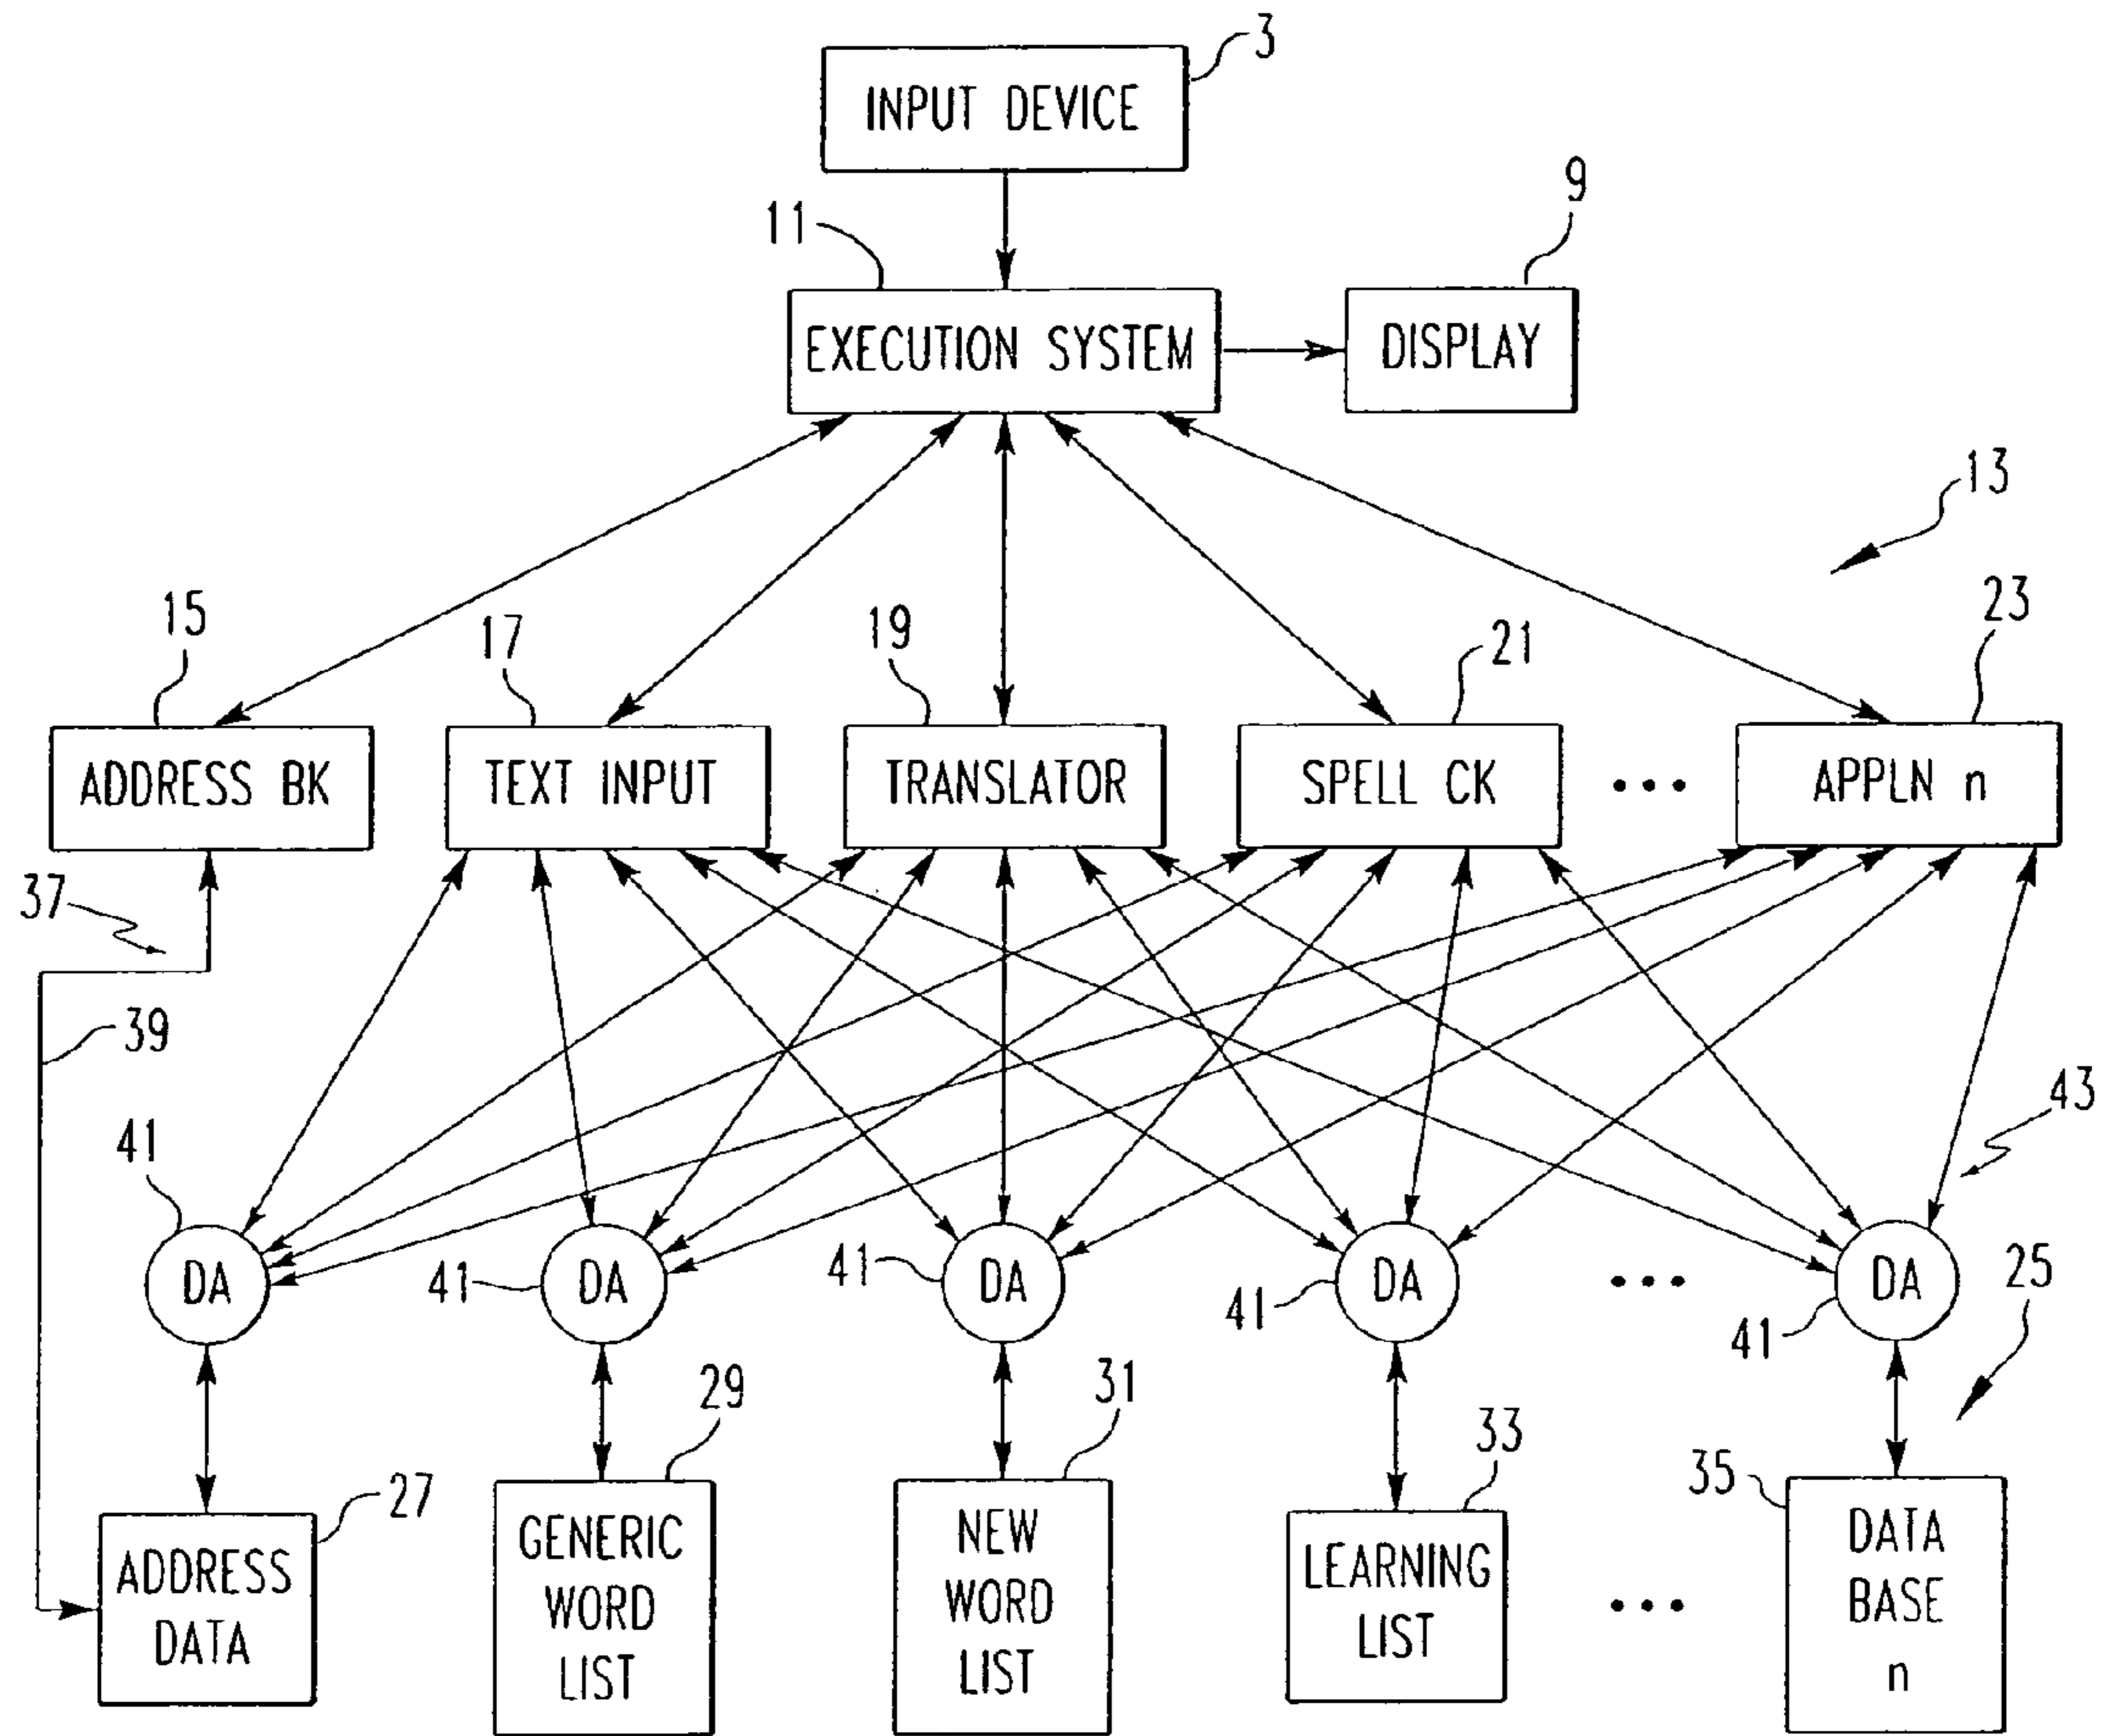 3
INPUT DEVICE
11
9
EXECUTION SYSTEM
DISPLAY
13
15
17
19
21
23
ADDRESS BK
TEXT INPUT
TRANSLATOR
SPELL CK
•••
APPLN n
37
39
43
41
DA
41
DA
41
DA
41
DA
•••
41
DA
25
27
29
31
33
35
ADDRESS
DATA
GENERIC
WORD
LIST
NEW
WORD
LIST
LEARNING
LIST
•••
DATA
BASE
n